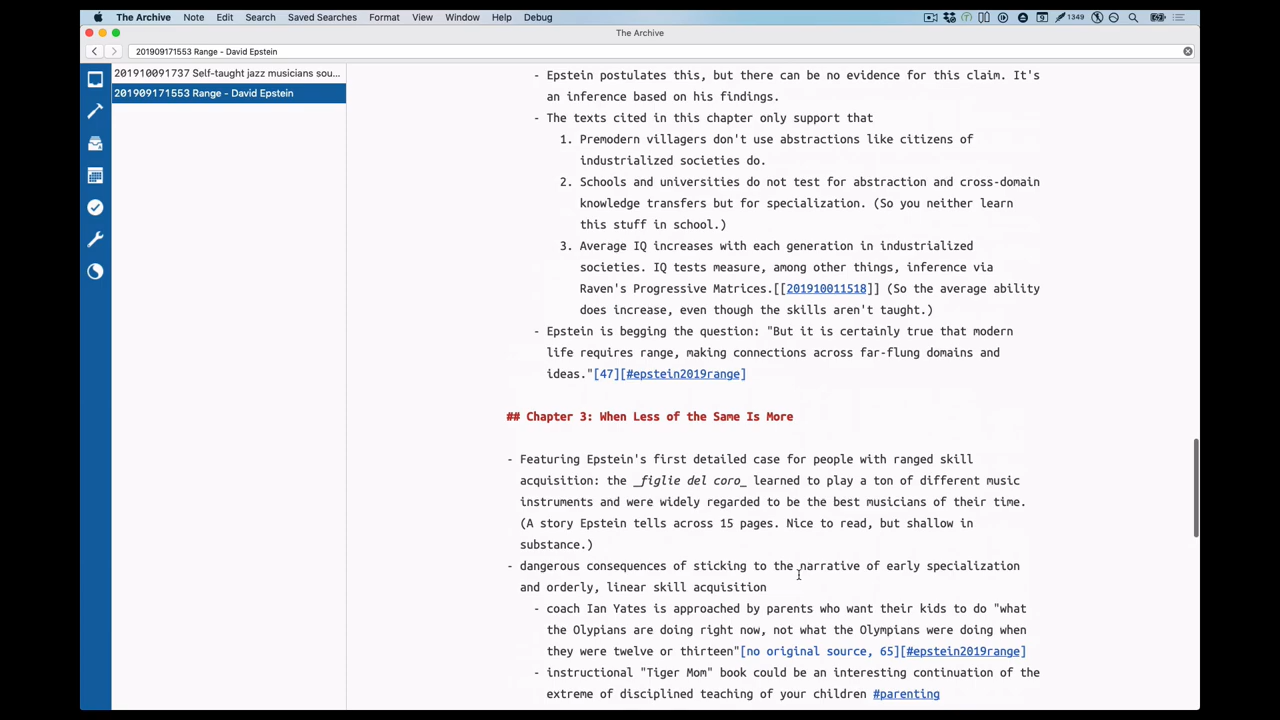 The Archive Note Edit Search Saved Searches Format View Window Help Debug 9 1349
The Archive
201909171553 Range - David Epstein
201910091737 Self-taught jazz musicians sou...
201909171553 Range - David Epstein
- Epstein postulates this, but there can be no evidence for this claim. It's
an inference based on his findings.
- The texts cited in this chapter only support that
1. Premodern villagers don't use abstractions like citizens of
industrialized societies do.
2. Schools and universities do not test for abstraction and cross-domain
knowledge transfers but for specialization. (So you neither learn
this stuff in school.)
3. Average IQ increases with each generation in industrialized
societies. IQ tests measure, among other things, inference via
Raven's Progressive Matrices.[[201910011518]] (So the average ability
does increase, even though the skills aren't taught.)
- Epstein is begging the question: "But it is certainly true that modern
life requires range, making connections across far-flung domains and
ideas."[47][#epstein2019range]
## Chapter 3: When Less of the Same Is More
- Featuring Epstein's first detailed case for people with ranged skill
acquisition: the _figlie del coro_ learned to play a ton of different music
instruments and were widely regarded to be the best musicians of their time.
(A story Epstein tells across 15 pages. Nice to read, but shallow in
substance.)
- dangerous consequences of sticking to the narrative of early specialization
and orderly, linear skill acquisition
- coach Ian Yates is approached by parents who want their kids to do "what
the Olypians are doing right now, not what the Olympians were doing when
they were twelve or thirteen"[no original source, 65][#epstein2019range]
- instructional "Tiger Mom" book could be an interesting continuation of the
extreme of disciplined teaching of your children #parenting